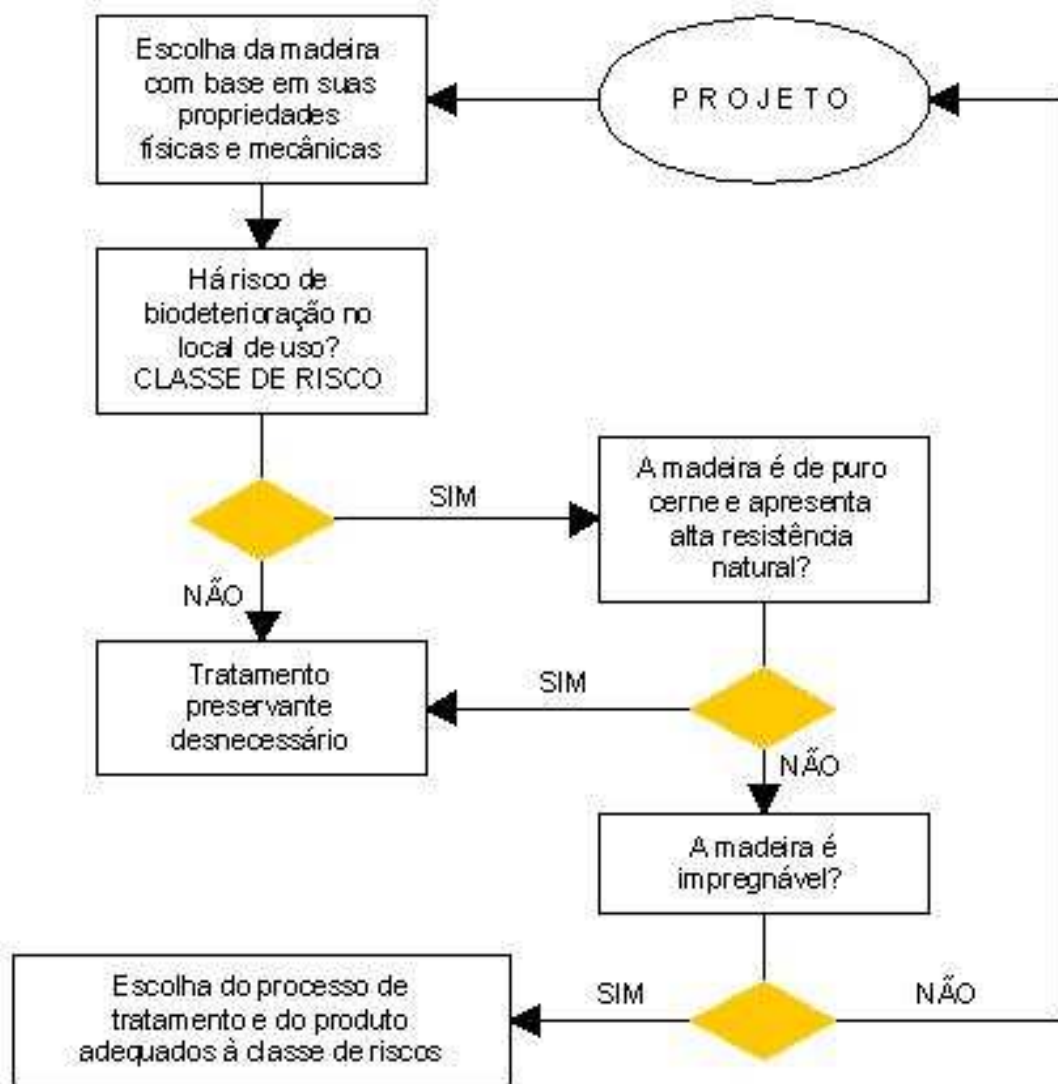 Escolha da madeira
com base em suas
propriedades
físicas e mecânicas
PROJETO
Há risco de
biodeterioração no
local de uso?
CLASSE DE RISCO
SIM
A madeira é de puro
cerne e apresenta
alta resistência
natural?
NÃO
Tratamento
preservante
desnecessário
SIM
NÃO
A madeira é
impregnável?
Escolha do processo de
tratamento e do produto
adequados à classe de riscos
SIM
NÃO